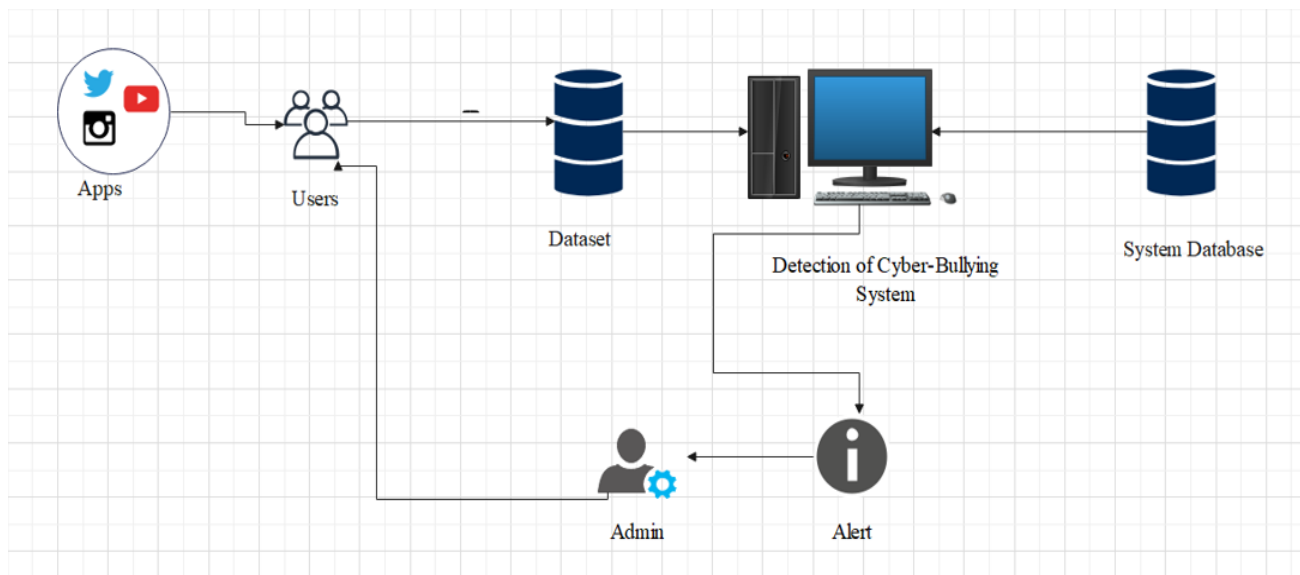 Apps
Users
Dataset
Detection of Cyber-Bullying
System
System Database
Admin
Alert